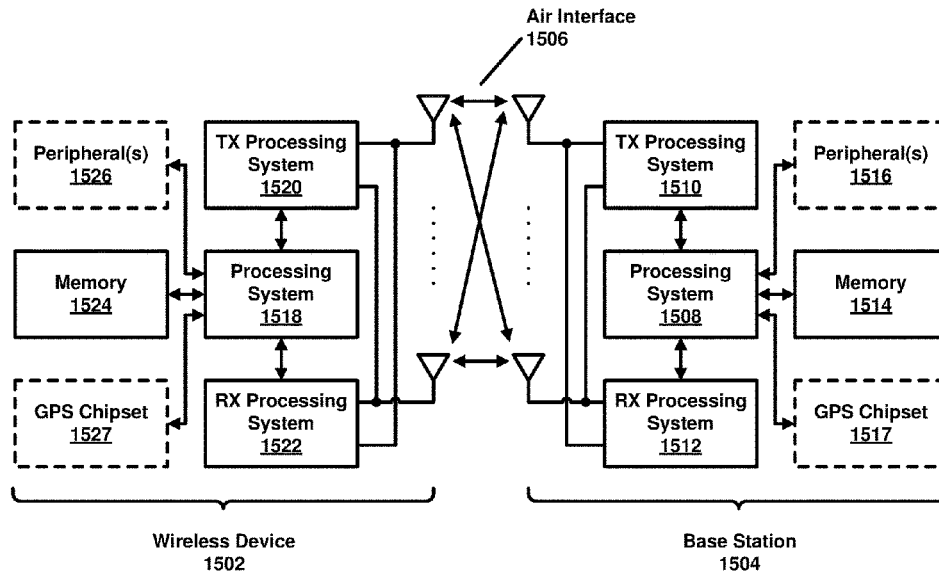 Air Interface
1506
Peripheral(s)
1526
TX Processing
System
1520
TX Processing
System
1510
Peripheral(s)
1516
Memory
1524
Processing
System
1518
Processing
System
1508
Memory
1514
GPS Chipset
1527
RX Processing
System
1522
RX Processing
System
1512
GPS Chipset
1517
Wireless Device
1502
Base Station
1504